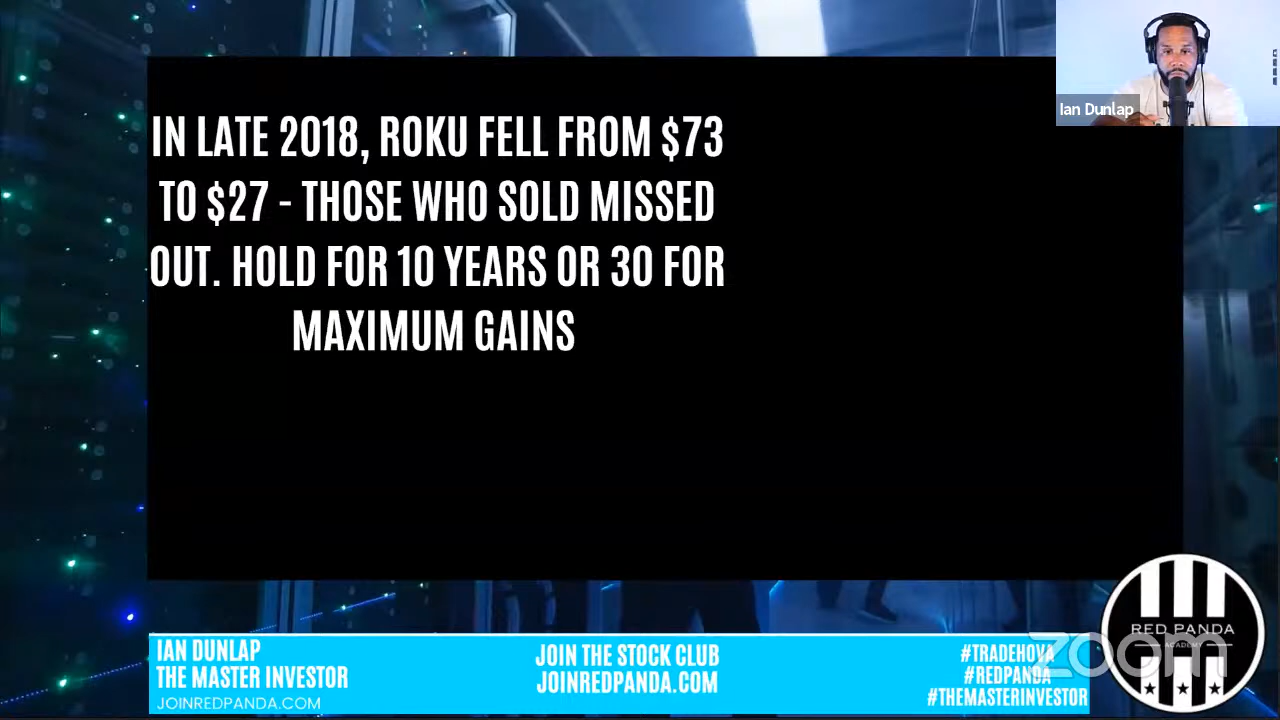 Ian Dunlap
IN LATE 2018, ROKU FELL FROM $73
TO $27 - THOSE WHO SOLD MISSED
OUT. HOLD FOR 10 YEARS OR 30 FOR
MAXIMUM GAINS
IAN DUNLAP
THE MASTER INVESTOR
JOINREDPANDA.COM
JOIN THE STOCK CLUB
JOINREDPANDA.COM
#TRADEHOVA
#REDPANDA
#THEMASTERINVESTOR
RED PANDA
ACADEMY
zoom